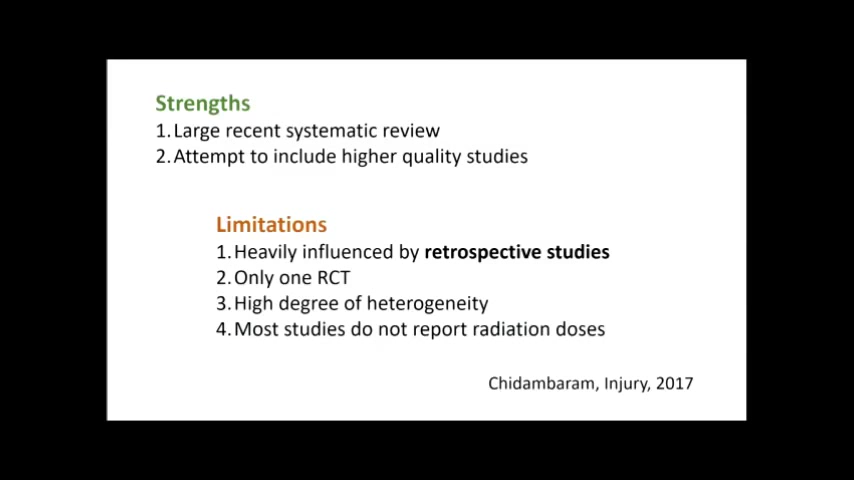 Strengths
1. Large recent systematic review
2. Attempt to include higher quality studies
Limitations
1. Heavily influenced by retrospective studies
2. Only one RCT
3. High degree of heterogeneity
4. Most studies do not report radiation doses
Chidambaram, Injury, 2017